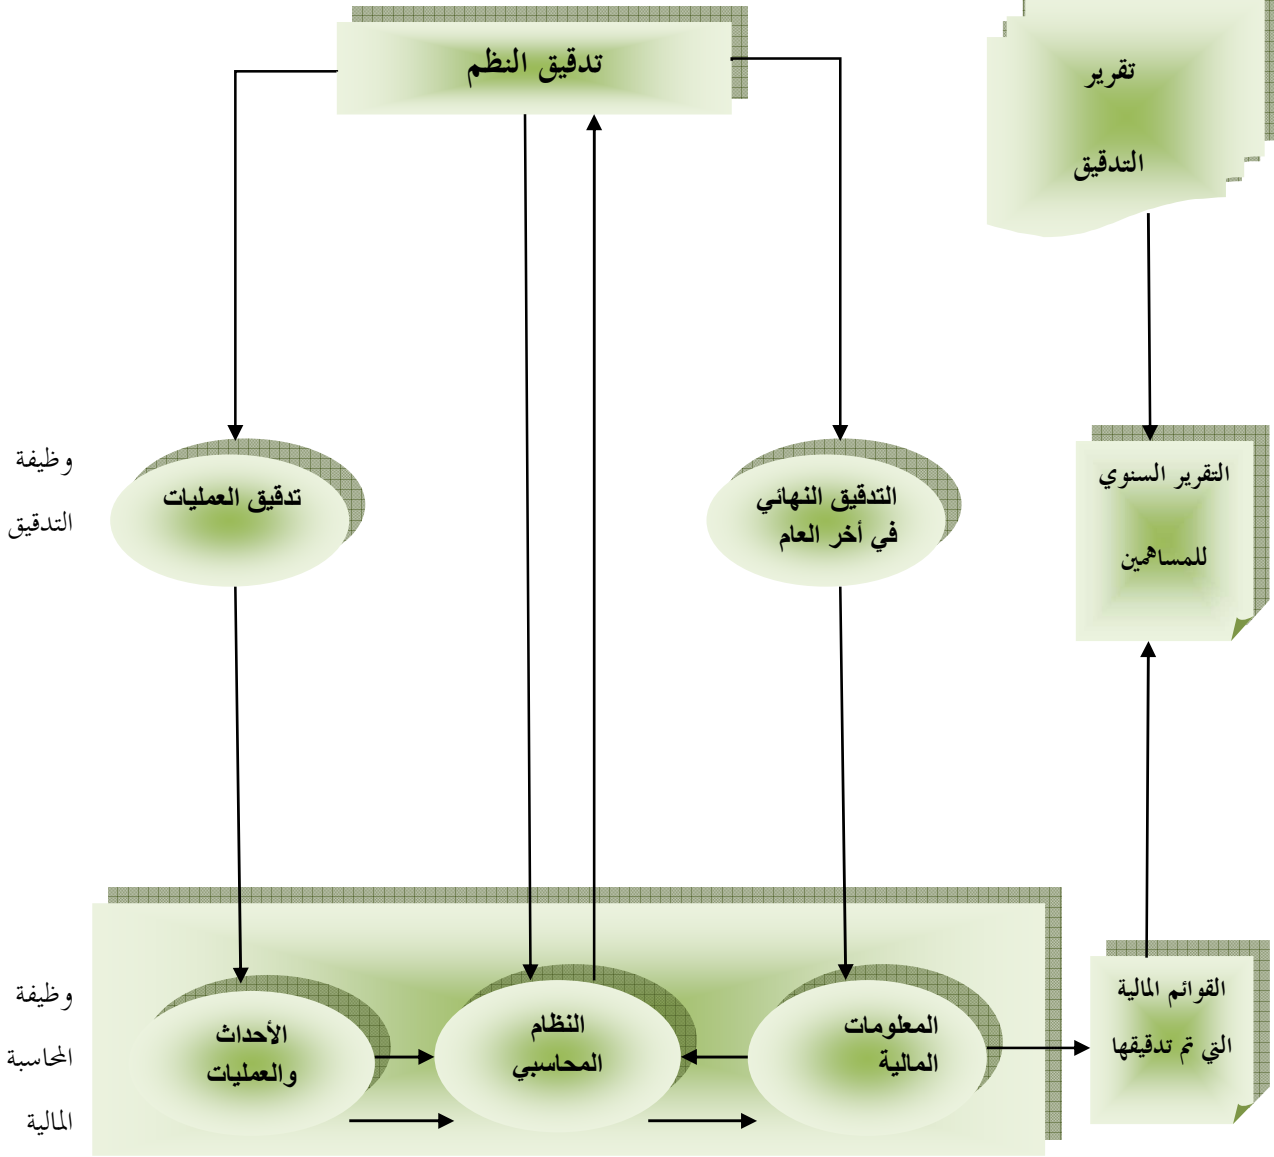 تدقيق النظم
تقرير
التدقيق
وظيفة
التدقيق
تدقيق العمليات
التدقيق النهائي
في أخر العام
التقرير السنوي
للمساهمين
وظيفة
المحاسبة
المالية
الأحداث
والعمليات
النظام
المحاسبي
المعلومات
المالية
القوائم المالية
التي تم تدقيقها